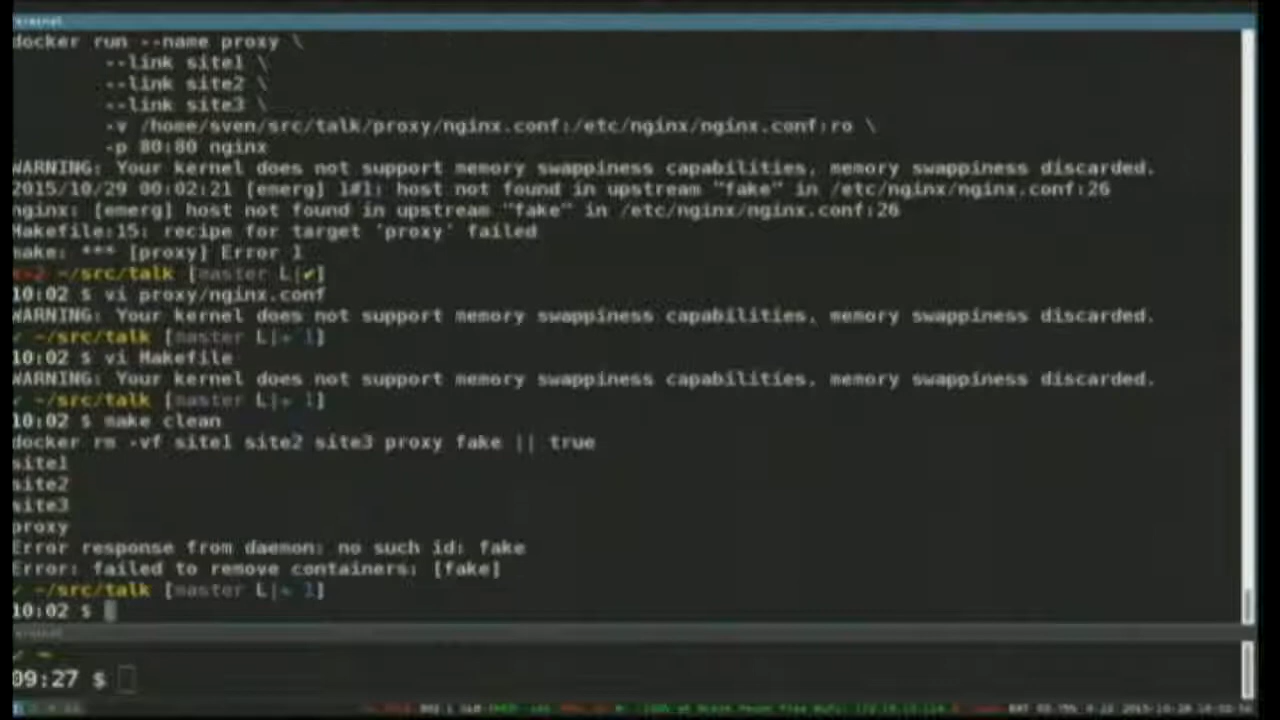 docker run --name proxy \
--link site1 \
--link site2 \
--link site3 \
-v /home/sven/src/talk/proxy/nginx.conf:/etc/nginx/nginx.conf:ro \
-p 80:80 nginx
WARNING: Your kernel does not support memory swappiness capabilities, memory swappiness discarded.
2015/10/29 00:02:21 [emerg] 1#1: host not found in upstream "fake" in /etc/nginx/nginx.conf:26
nginx: [emerg] host not found in upstream "fake" in /etc/nginx/nginx.conf:26
Makefile:15: recipe for target 'proxy' failed
make: *** [proxy] Error 1
~/src/talk [master L|✔]
10:02 $ vi proxy/nginx.conf
WARNING: Your kernel does not support memory swappiness capabilities, memory swappiness discarded.
✓ ~/src/talk [master L|+ 1]
10:02 $ vi Makefile
WARNING: Your kernel does not support memory swappiness capabilities, memory swappiness discarded.
✓ ~/src/talk [master L|+ 1]
10:02 $ make clean
docker rm -vf site1 site2 site3 proxy fake || true
site1
site2
site3
proxy
Error response from daemon: no such id: fake
Error: failed to remove containers: [fake]
✓ ~/src/talk [master L|+ 1]
10:02 $
✓ ~
09:27 $